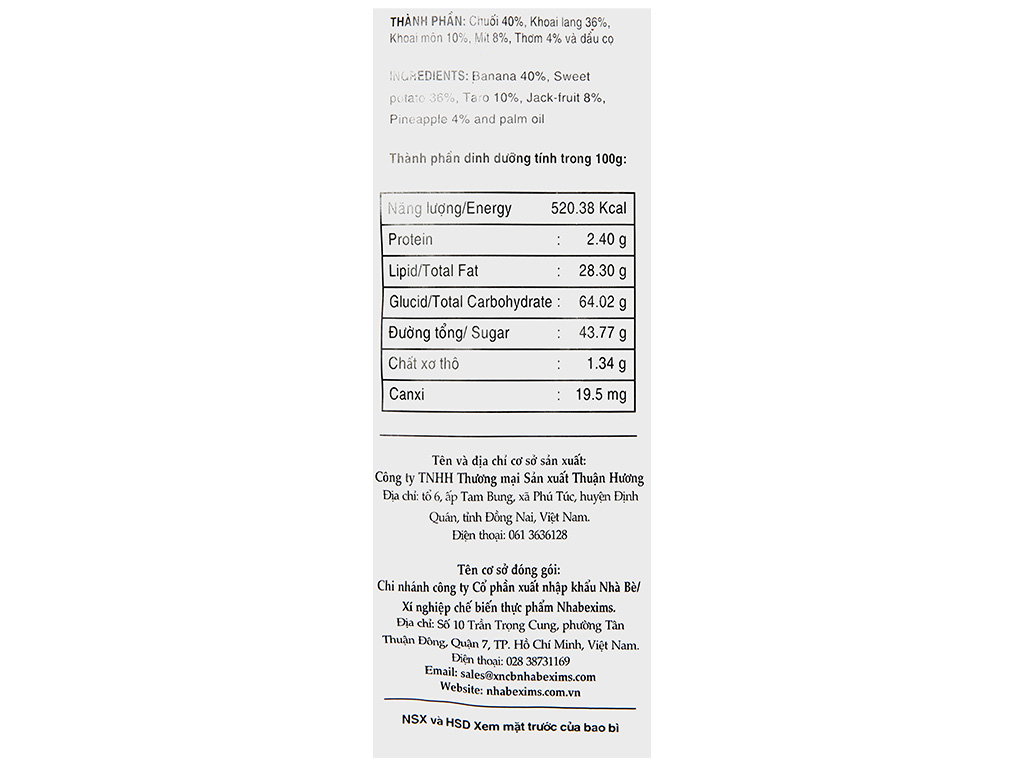 THÀNH PHẦN: Chuối 40%, Khoai lang 36%,
Khoai môn 10%, Mít 8%, Thơm 4% và dầu cọ
INGREDIENTS: Banana 40%, Sweet
potato 36%, Taro 10%, Jack-fruit 8%,
Pineapple 4% and palm oil
Thành phần dinh dưỡng tính trong 100g:
Năng lượng/Energy 520.38 Kcal
Protein : 2.40 g
Lipid/Total Fat : 28.30 g
Glucid/Total Carbohydrate : 64.02 g
Đường tổng/ Sugar : 43.77 g
Chất xơ thô : 1.34 g
Canxi : 19.5 mg
Tên và địa chỉ cơ sở sản xuất:
Công ty TNHH Thương mại Sản xuất Thuận Hương
Địa chỉ: tổ 6, ấp Tam Bung, xã Phú Túc, huyện Định
Quán, tỉnh Đồng Nai, Việt Nam.
Điện thoại: 061 3636128
Tên cơ sở đóng gói:
Chi nhánh công ty Cổ phần xuất nhập khẩu Nhà Bè/
Xí nghiệp chế biến thực phẩm Nhabexims.
Địa chỉ: Số 10 Trần Trọng Cung, phường Tân
Thuận Đông, Quận 7, TP. Hồ Chí Minh, Việt Nam.
Điện thoại: 028 38731169
Email: sales@xncbnhabexims.com
Website: nhabexims.com.vn
NSX và HSD Xem mặt trước của bao bì